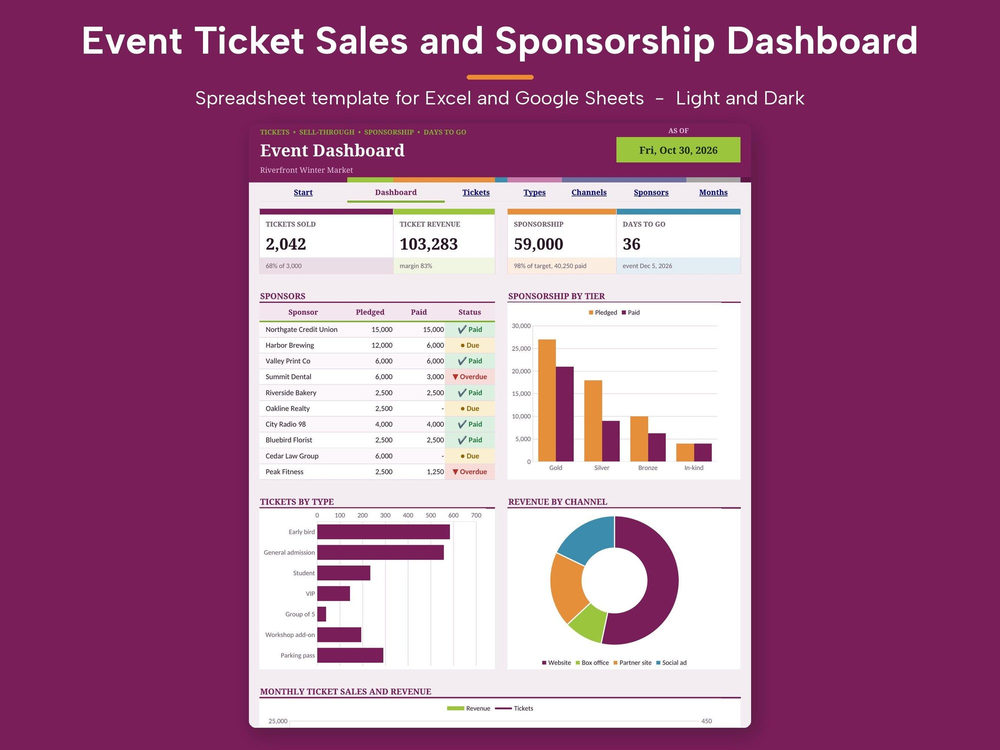 Event Ticket Sales and Sponsorship Dashboard
Spreadsheet template for Excel and Google Sheets - Light and Dark
TICKETS • SELL-THROUGH • SPONSORSHIP • DAYS TO GO
AS OF
Event Dashboard
Fri, Oct 30, 2026
Riverfront Winter Market
Start Dashboard Tickets Types Channels Sponsors Months
TICKETS SOLD TICKET REVENUE SPONSORSHIP DAYS TO GO
2,042 103,283 59,000 36
68% of 3,000 margin 83% 98% of target, 40,250 paid event Dec 5, 2026
SPONSORS
Sponsor Pledged Paid Status
Northgate Credit Union 15,000 15,000 ✔ Paid
Harbor Brewing 12,000 6,000 ● Due
Valley Print Co 6,000 6,000 ✔ Paid
Summit Dental 6,000 3,000 ▼ Overdue
Riverside Bakery 2,500 2,500 ✔ Paid
Oakline Realty 2,500 - ● Due
City Radio 98 4,000 4,000 ✔ Paid
Bluebird Florist 2,500 2,500 ✔ Paid
Cedar Law Group 6,000 - ● Due
Peak Fitness 2,500 1,250 ▼ Overdue
SPONSORSHIP BY TIER
Pledged Paid
30,000
25,000
20,000
15,000
10,000
5,000
0
Gold Silver Bronze In-kind
TICKETS BY TYPE
0 100 200 300 400 500 600 700
Early bird
General admission
Student
VIP
Group of 5
Workshop add-on
Parking pass
REVENUE BY CHANNEL
Website Box office Partner site Social ad
MONTHLY TICKET SALES AND REVENUE
Revenue Tickets
25,000 450